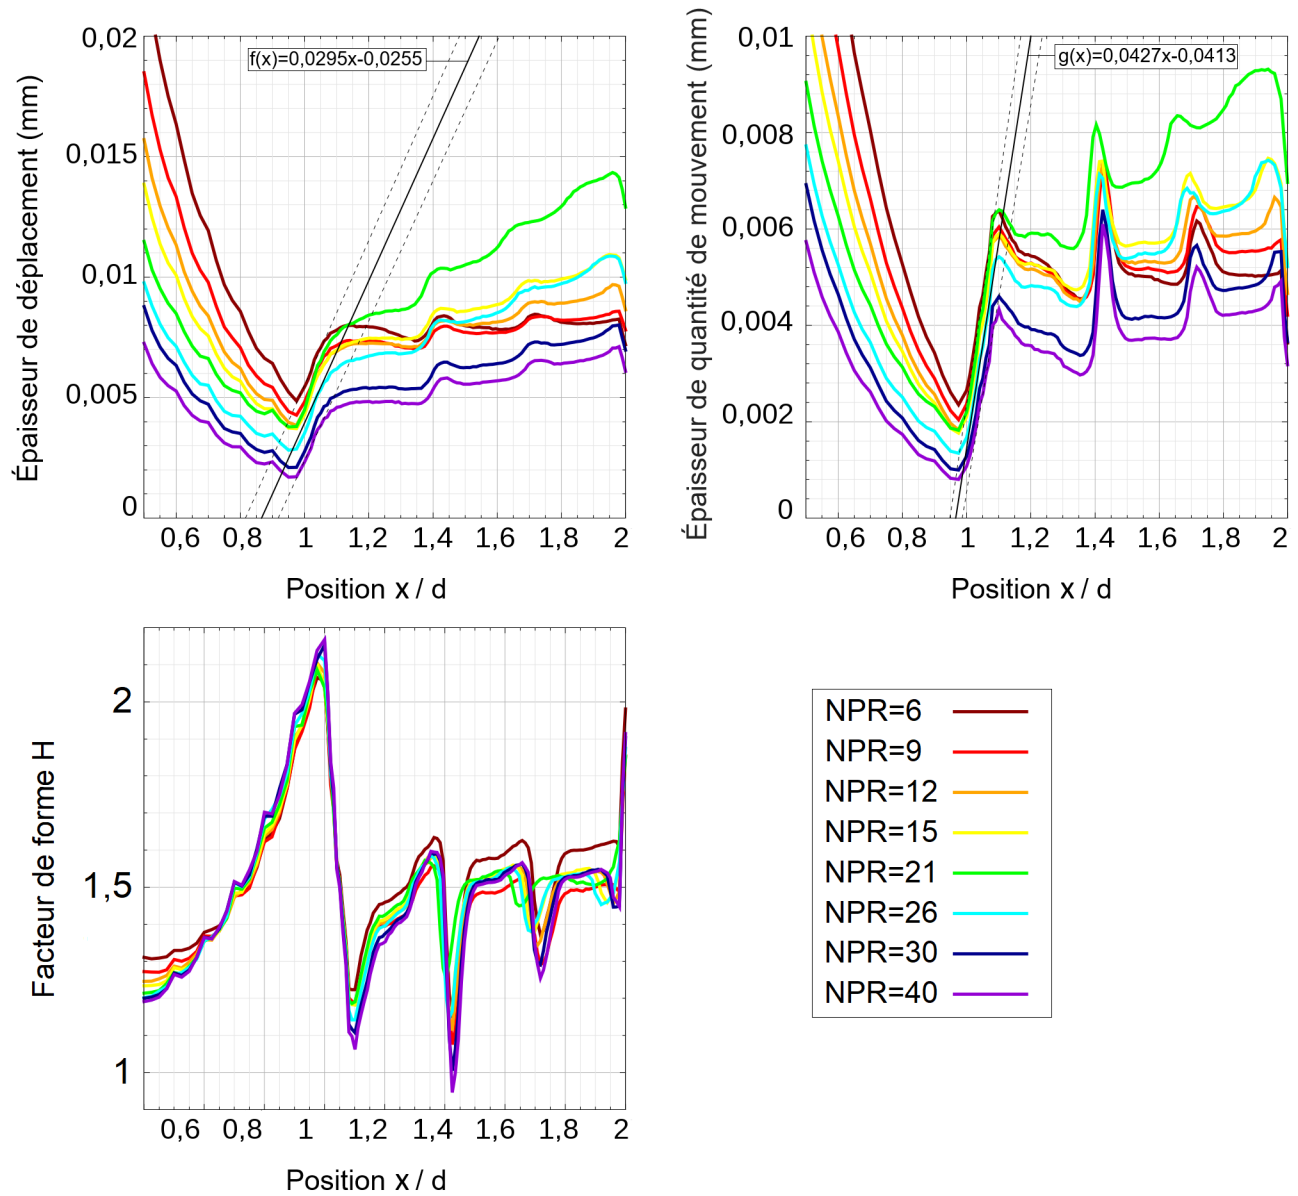 Épaisseur de déplacement (mm)
0,02
0,015
0,01
0,005
0
f(x)=0,0295x-0,0255
0,6 0,8 1 1,2 1,4 1,6 1,8 2
Position x / d
Épaisseur de quantité de mouvement (mm)
0,01
0,008
0,006
0,004
0,002
0
g(x)=0,0427x-0,0413
0,6 0,8 1 1,2 1,4 1,6 1,8 2
Position x / d
Facteur de forme H
2
1,5
1
0,6 0,8 1 1,2 1,4 1,6 1,8 2
Position x / d
NPR=6
NPR=9
NPR=12
NPR=15
NPR=21
NPR=26
NPR=30
NPR=40